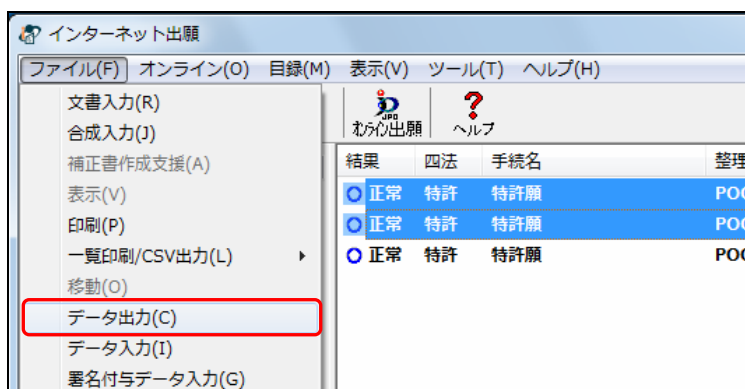 インターネット出願
ファイル(F) オンライン(O) 目録(M) 表示(V) ツール(T) ヘルプ(H)
文書入力(R)
合成入力(J)
補正書作成支援(A)
表示(V)
印刷(P)
一覧印刷/CSV出力(L)
移動(O)
データ出力(C)
データ入力(I)
署名付与データ入力(G)
JPO
オンライン出願 ヘルプ
結果 四法 手続名 整理
正常 特許 特許願 POC
正常 特許 特許願 POC
正常 特許 特許願 POC